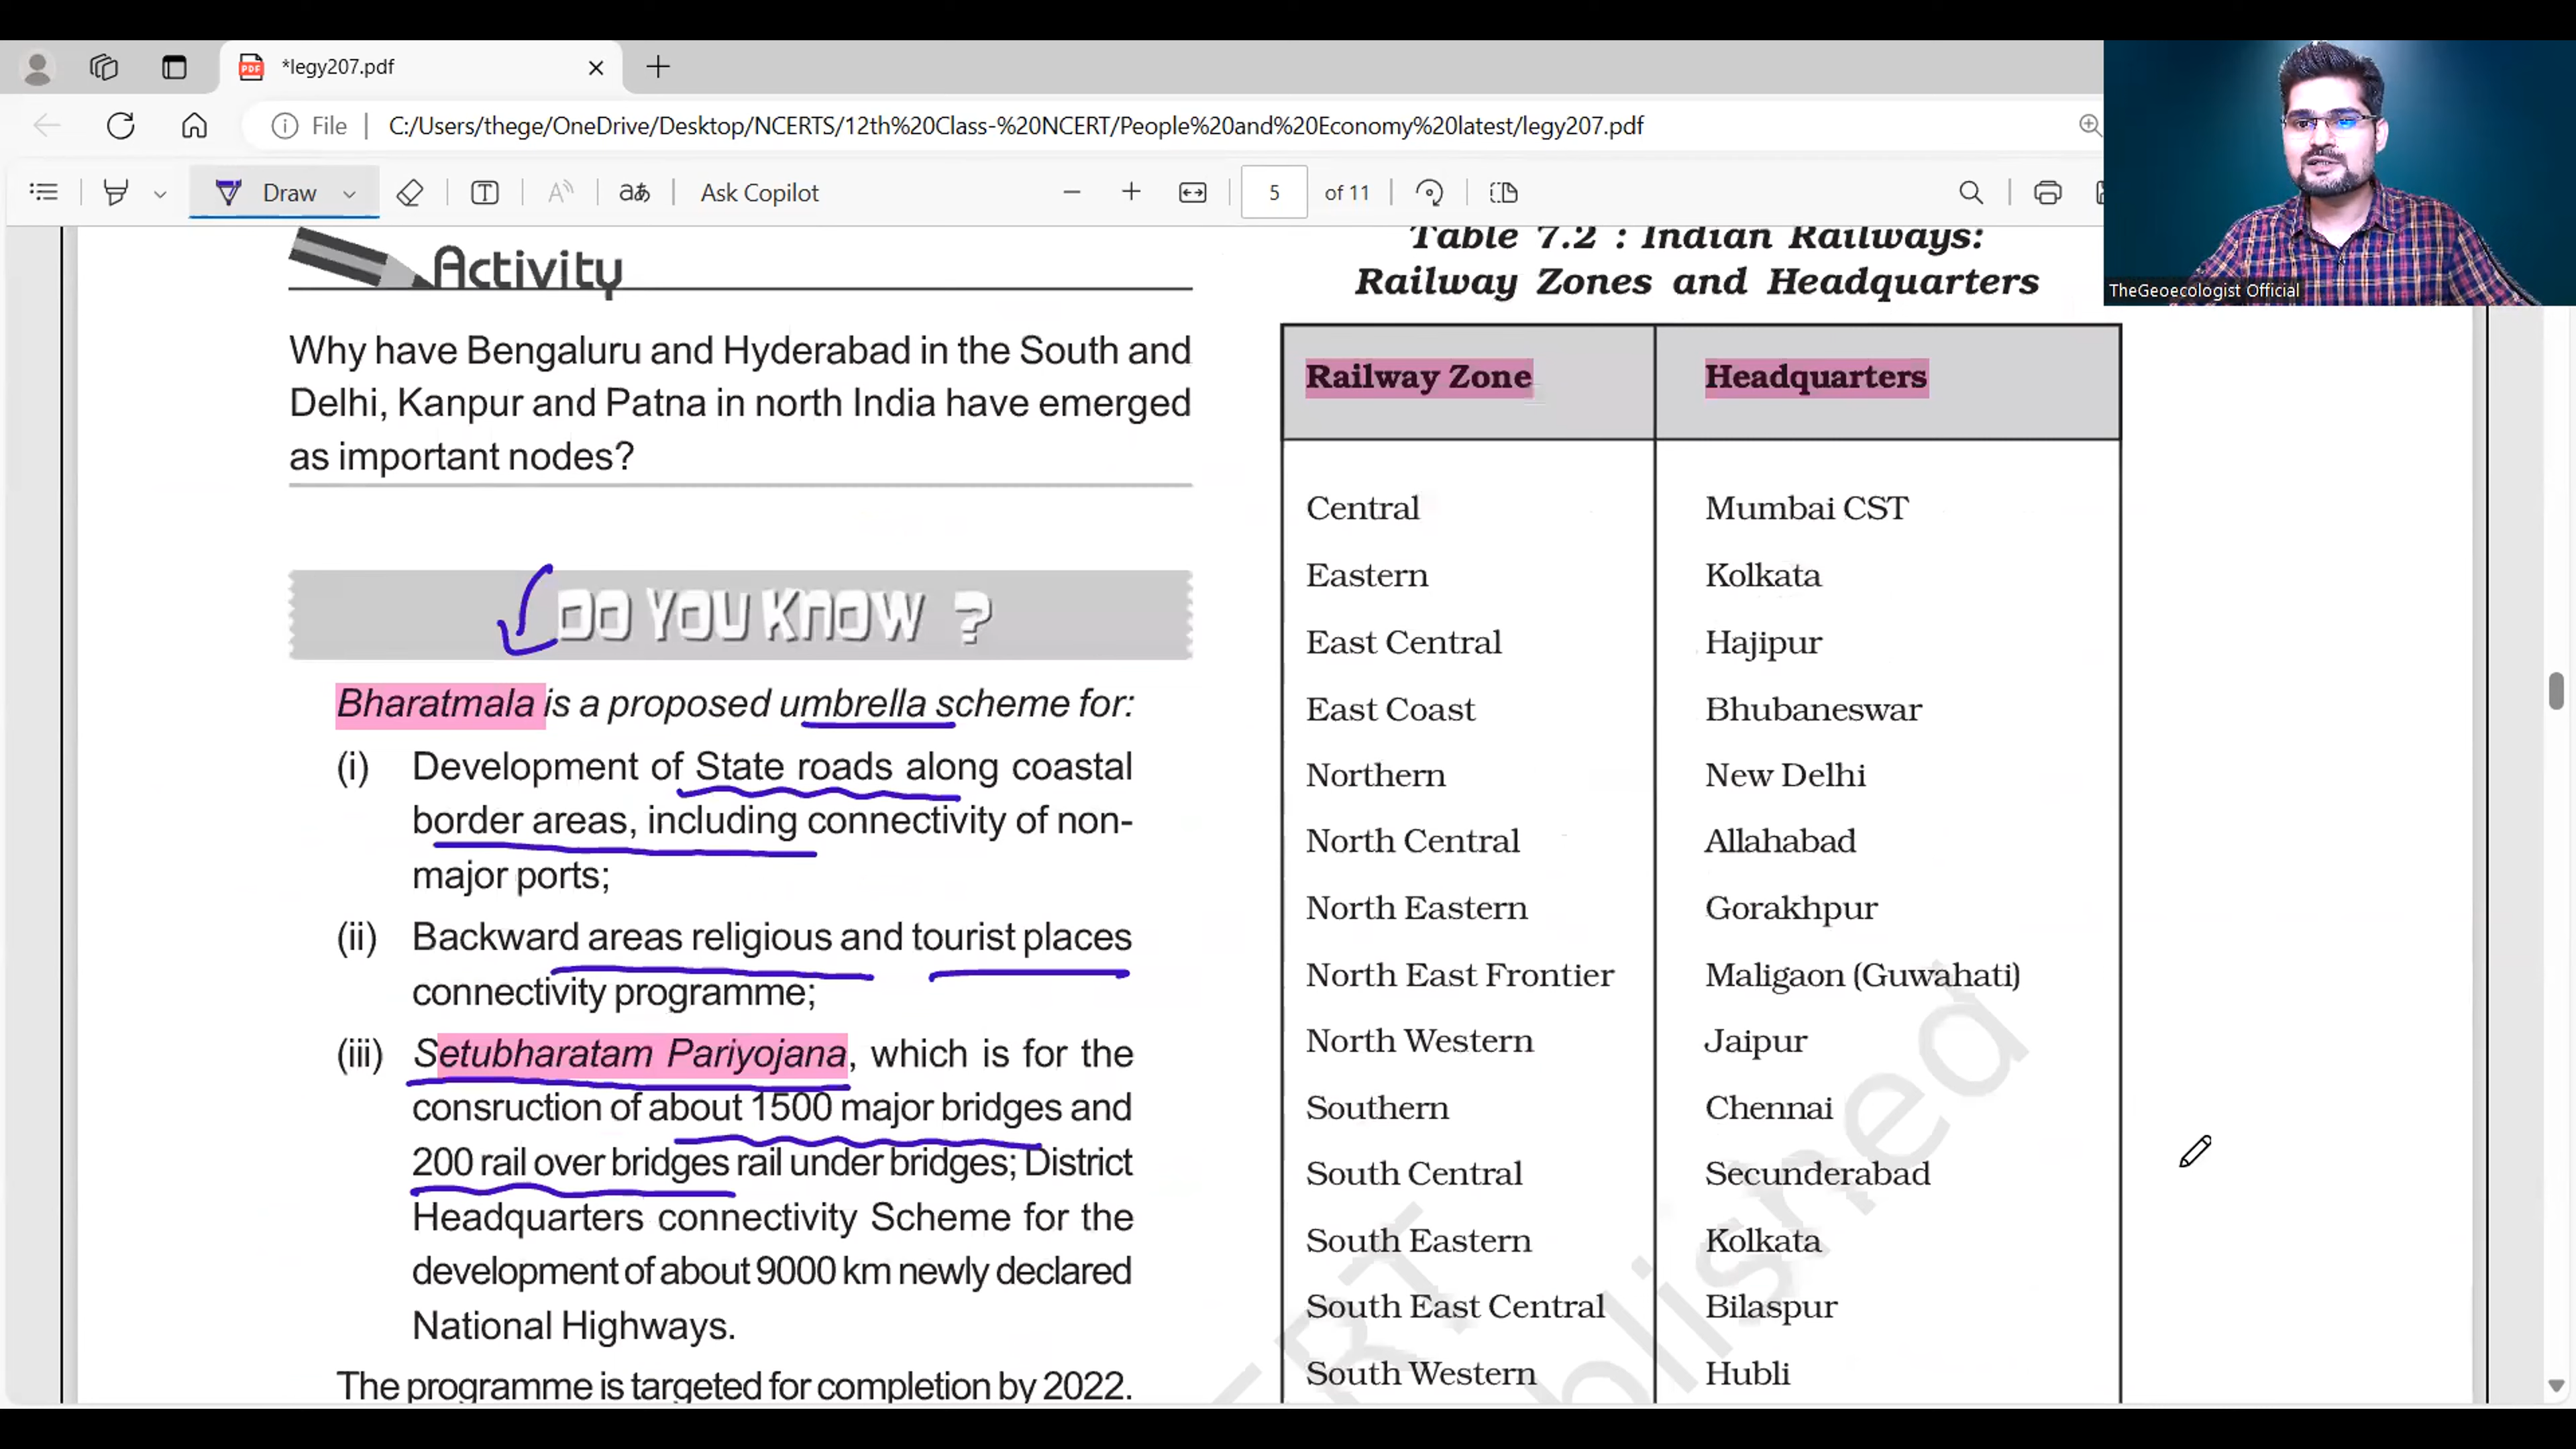 *legy207.pdf
File
C:/Users/thege/OneDrive/Desktop/NCERTS/12th%20Class-%20NCERT/People%20and%20Economy%20latest/legy207.pdf
Draw
Ask Copilot
5 of 11
TheGeoecologist Official
Activity
Why have Bengaluru and Hyderabad in the South and
Delhi, Kanpur and Patna in north India have emerged
as important nodes?
DO YOU KNOW ?
Bharatmala is a proposed umbrella scheme for:
(i) Development of State roads along coastal
border areas, including connectivity of non-
major ports;
(ii) Backward areas religious and tourist places
connectivity programme;
(iii) Setubharatam Pariyojana, which is for the
consruction of about 1500 major bridges and
200 rail over bridges rail under bridges; District
Headquarters connectivity Scheme for the
development of about 9000 km newly declared
National Highways.
The programme is targeted for completion by 2022.
Table 7.2 : Indian Railways:
Railway Zones and Headquarters
Railway Zone Headquarters
Central Mumbai CST
Eastern Kolkata
East Central Hajipur
East Coast Bhubaneswar
Northern New Delhi
North Central Allahabad
North Eastern Gorakhpur
North East Frontier Maligaon (Guwahati)
North Western Jaipur
Southern Chennai
South Central Secunderabad
South Eastern Kolkata
South East Central Bilaspur
South Western Hubli